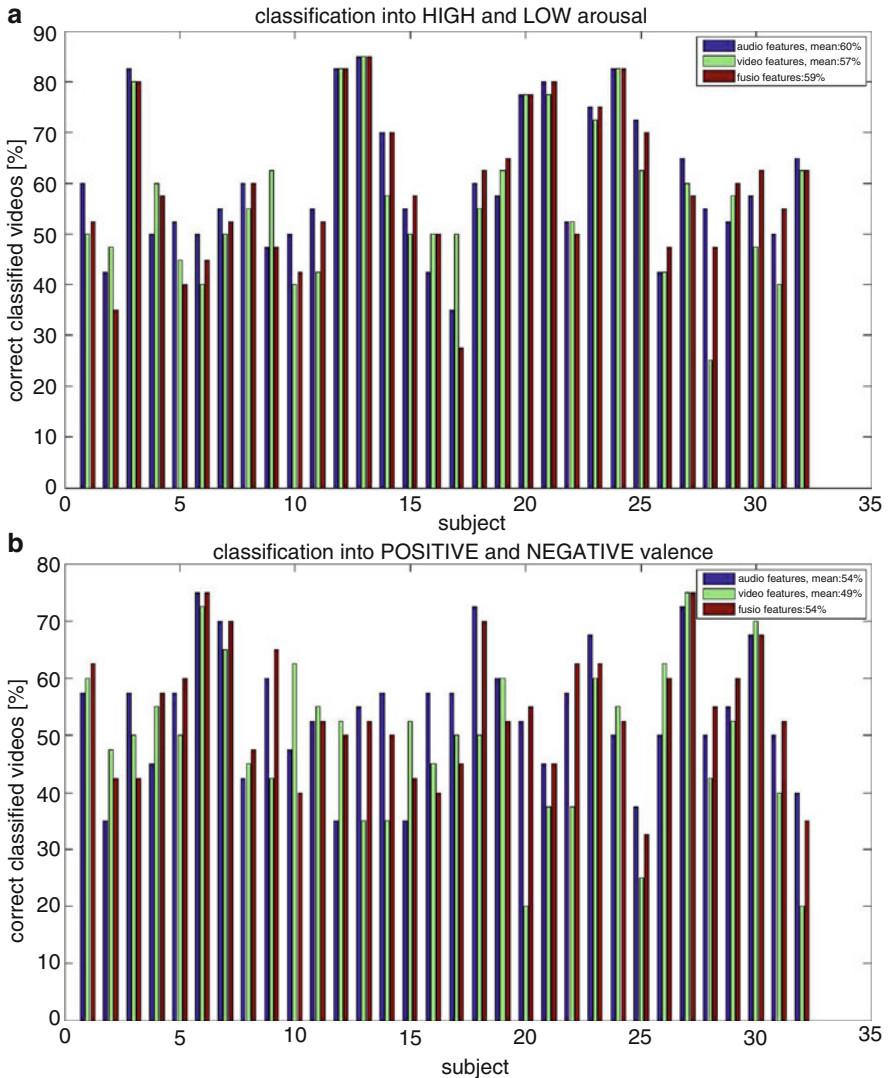 a
classification into HIGH and LOW arousal
audio features, mean:60%
video features, mean:57%
fusio features:59%
correct classified videos [%]
90
80
70
60
50
40
30
20
10
0
0 5 10 15 20 25 30 35
subject
b
classification into POSITIVE and NEGATIVE valence
audio features, mean:54%
video features, mean:49%
fusio features:54%
correct classified videos [%]
80
70
60
50
40
30
20
10
0
0 5 10 15 20 25 30 35
subject